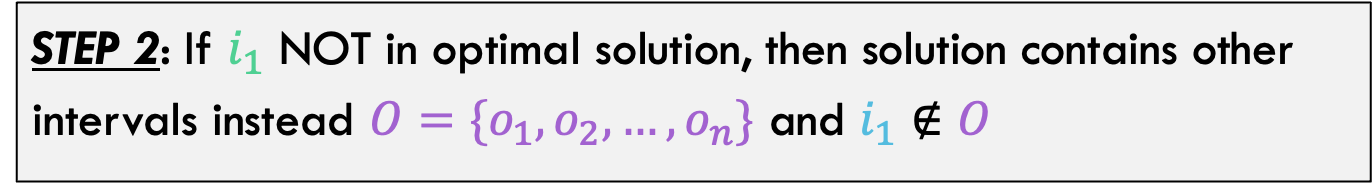 STEP 2: If i₁ NOT in optimal solution, then solution contains other
intervals instead O = {o₁, o₂, ... , oₙ} and i₁ ∉ O